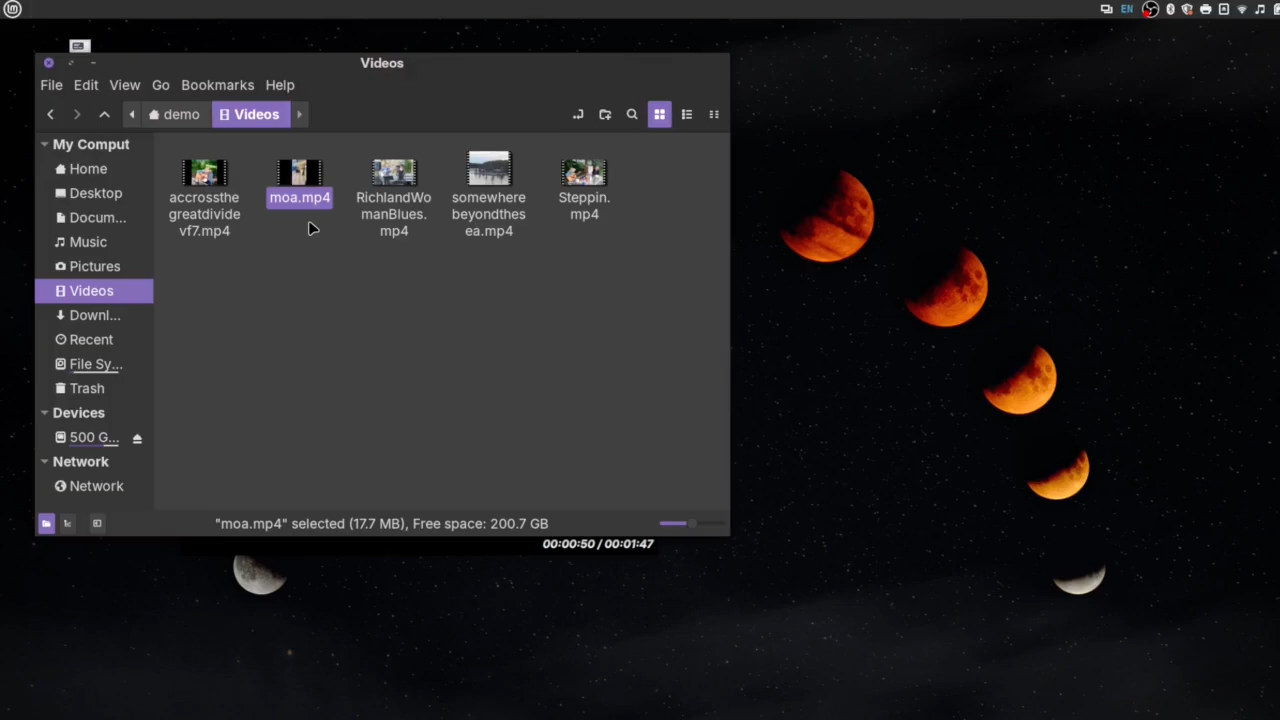 EN
Videos
File Edit View Go Bookmarks Help
demo Videos
My Comput
Home
Desktop
Docum...
Music
Pictures
Videos
Downl...
Recent
File Sy...
Trash
Devices
500 G...
Network
Network
accrossthe
greatdivide
vf7.mp4
moa.mp4
RichlandWo
manBlues.
mp4
somewhere
beyondthes
ea.mp4
Steppin.
mp4
"moa.mp4" selected (17.7 MB), Free space: 200.7 GB
00:00:50 / 00:01:47